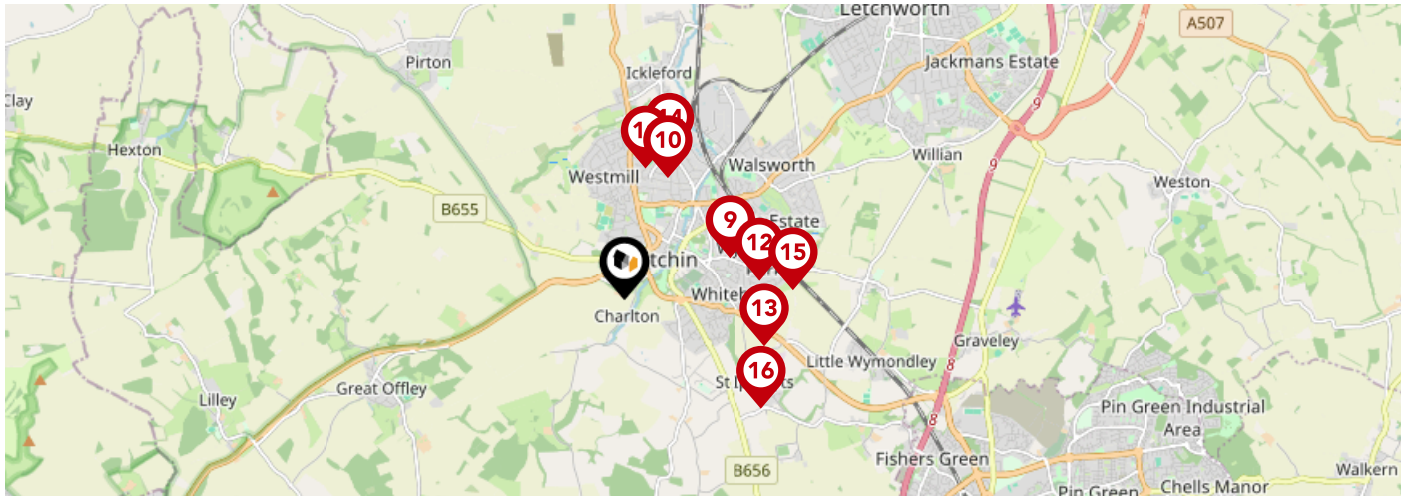 Letchworth
A507
Jackmans Estate
Pirton
Ickleford
Clay
9
14
10
Hexton
Walsworth
Willian
9
Westmill
Weston
B655
9
Estate
12
15
Charlton
13
Graveley
Little Wymondley
8
16
Great Offley
Lilley
Pin Green Industrial
Area
8
B656
Fishers Green
Walkern
Pin Green
Chells Manor